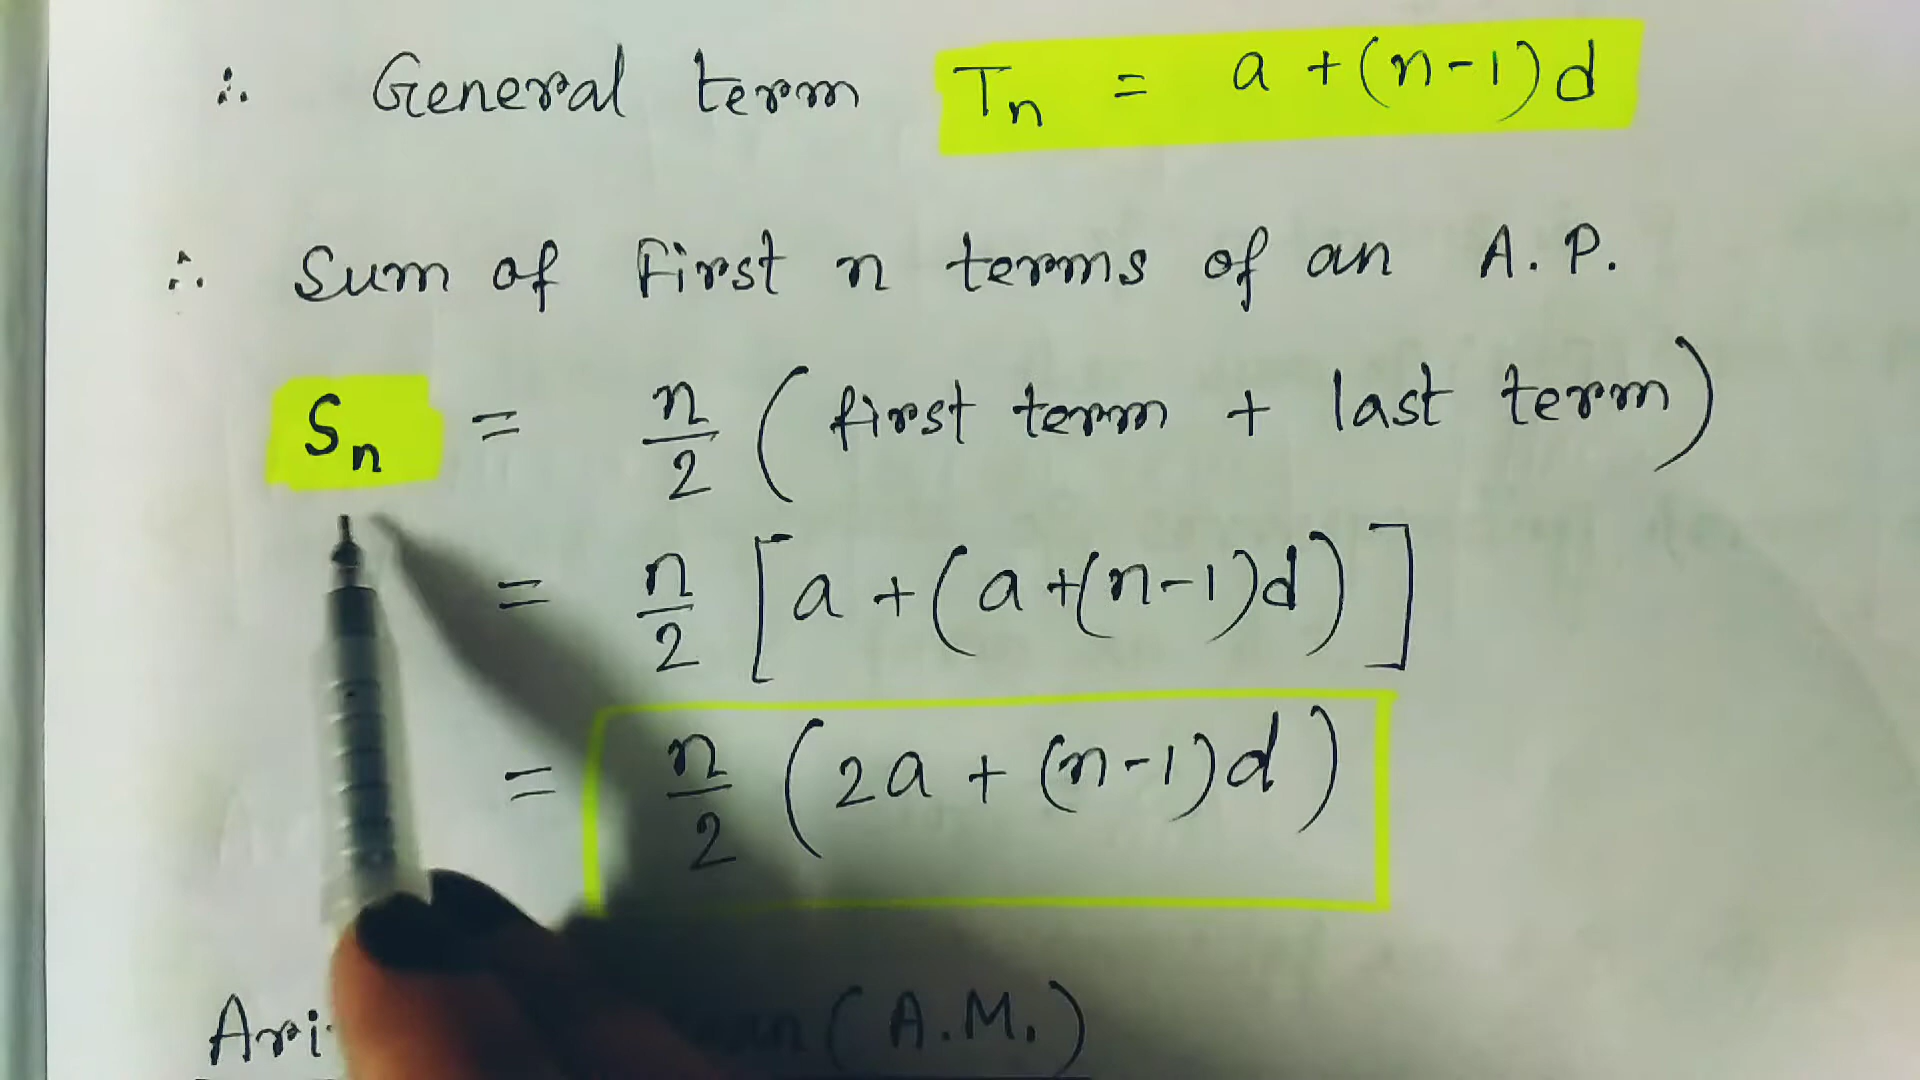 ∴ General term Tn = a + (n-1)d
∴ Sum of First n terms of an A.P.
Sn = n/2 (first term + last term)
= n/2 [a + (a + (n-1)d)]
= n/2 (2a + (n-1)d)
(A.M.)